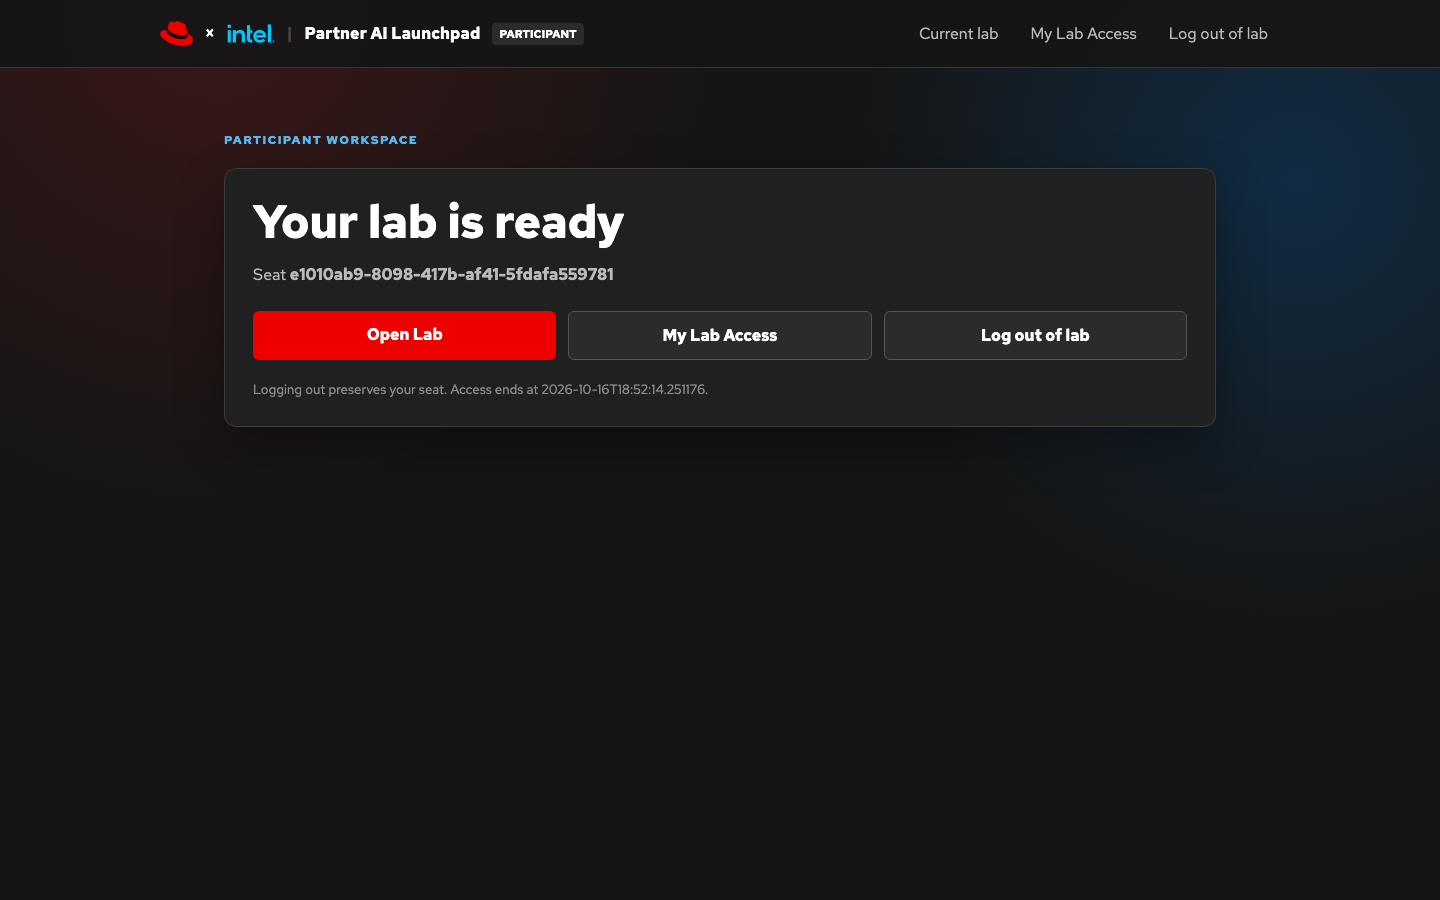 × intel. | Partner AI Launchpad PARTICIPANT Current lab My Lab Access Log out of lab
PARTICIPANT WORKSPACE
Your lab is ready
Seat e1010ab9-8098-417b-af41-5fdafa559781
Open Lab My Lab Access Log out of lab
Logging out preserves your seat. Access ends at 2026-10-16T18:52:14.251176.